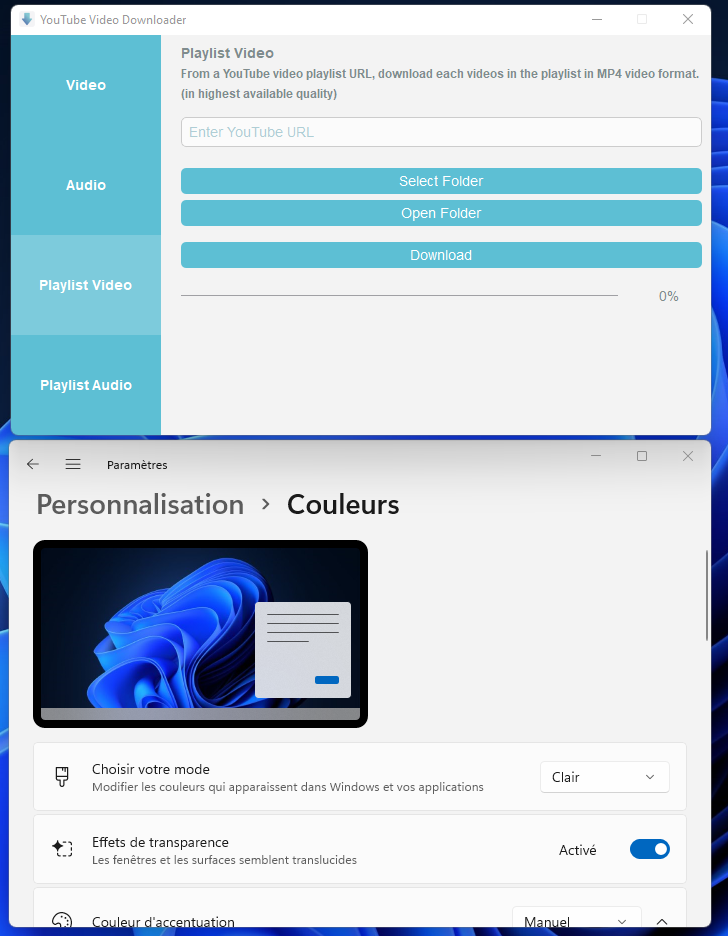 YouTube Video Downloader
Video
Audio
Playlist Video
Playlist Audio
Playlist Video
From a YouTube video playlist URL, download each videos in the playlist in MP4 video format.
(in highest available quality)
Enter YouTube URL
Select Folder
Open Folder
Download
0%
Paramètres
Personnalisation > Couleurs
Choisir votre mode
Modifier les couleurs qui apparaissent dans Windows et vos applications
Clair
Effets de transparence
Les fenêtres et les surfaces semblent translucides
Activé
Couleur d'accentuation
Manuel